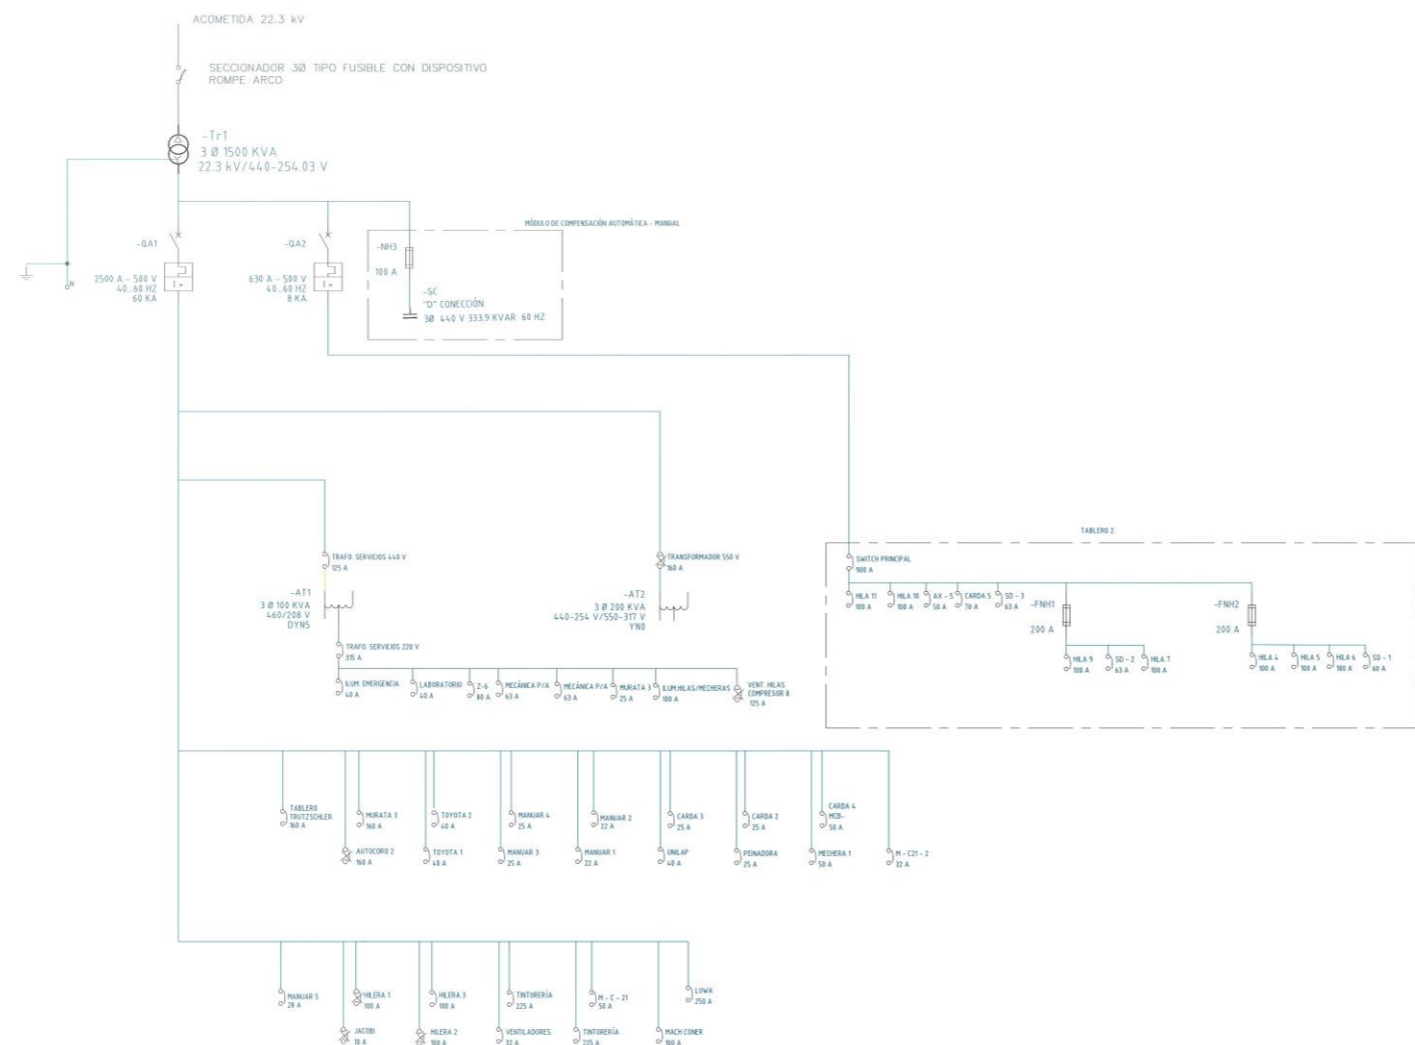 ACOMETIDA 22.3 kV
SECCIONADOR 3Ø TIPO FUSIBLE CON DISPOSITIVO
ROMPE ARCO
-Tr1
3 Ø 1500 KVA
22.3 kV/440-254.03 V
N
-QA1
2500 A - 500 V
40...60 HZ
60 KA
-QA2
630 A - 500 V
40...60 HZ
8 KA
MÓDULO DE COMPENSACIÓN AUTOMÁTICA - MANUAL
-NH3
100 A
-SC
"D" CONECCIÓN
3Ø 440 V 333.9 KVAR 60 HZ
TRAFO. SERVICIOS 440 V
125 A
-AT1
3 Ø 100 KVA
460/208 V
DYN5
TRAFO. SERVICIOS 220 V
315 A
TRANSFORMADOR 550 V
160 A
-AT2
3 Ø 200 KVA
440-254 V/550-317 V
YN0
ILUM. EMERGENCIA
40 A
LABORATORIO
40 A
Z-6
80 A
MECÁNICA P/A
63 A
MECÁNICA P/A
63 A
MURATA 3
25 A
ILUM.HILAS/MECHERAS
100 A
VENT. HILAS
COMPRESOR 8
125 A
TABLERO 2
SWITCH PRINCIPAL
900 A
HILA 11
100 A
HILA 10
100 A
AX - 5
50 A
CARDA 5
70 A
SD - 3
63 A
-FNH1
200 A
HILA 9
100 A
SD - 2
63 A
HILA 7
100 A
-FNH2
200 A
HILA 4
100 A
HILA 5
100 A
HILA 6
100 A
SD - 1
60 A
TABLERO
TRUTZSCHLER
160 A
MURATA 3
160 A
TOYOTA 2
40 A
MANUAR 4
25 A
MANUAR 2
22 A
CARDA 3
25 A
CARDA 2
25 A
CARDA 4
MCB-
50 A
AUTOCORO 2
160 A
TOYOTA 1
40 A
MANUAR 3
25 A
MANUAR 1
22 A
UNILAP
40 A
PEINADORA
25 A
MECHERA 1
50 A
M - C21 - 2
32 A
MANUAR 5
28 A
HILERA 1
100 A
HILERA 3
100 A
TINTORERÍA
225 A
M - C - 21
50 A
LUWA
250 A
JACOBI
10 A
HILERA 2
100 A
VENTILADORES
32 A
TINTORERÍA
225 A
MACH CONER
100 A